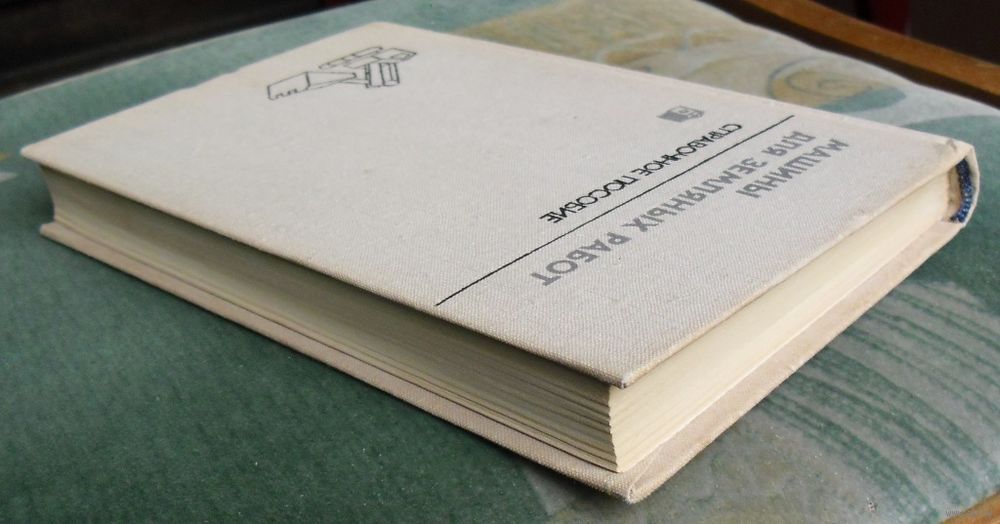 МАШИНЫ
ДЛЯ ЗЕМЛЯНЫХ РАБОТ
СПРАВОЧНОЕ ПОСОБИЕ